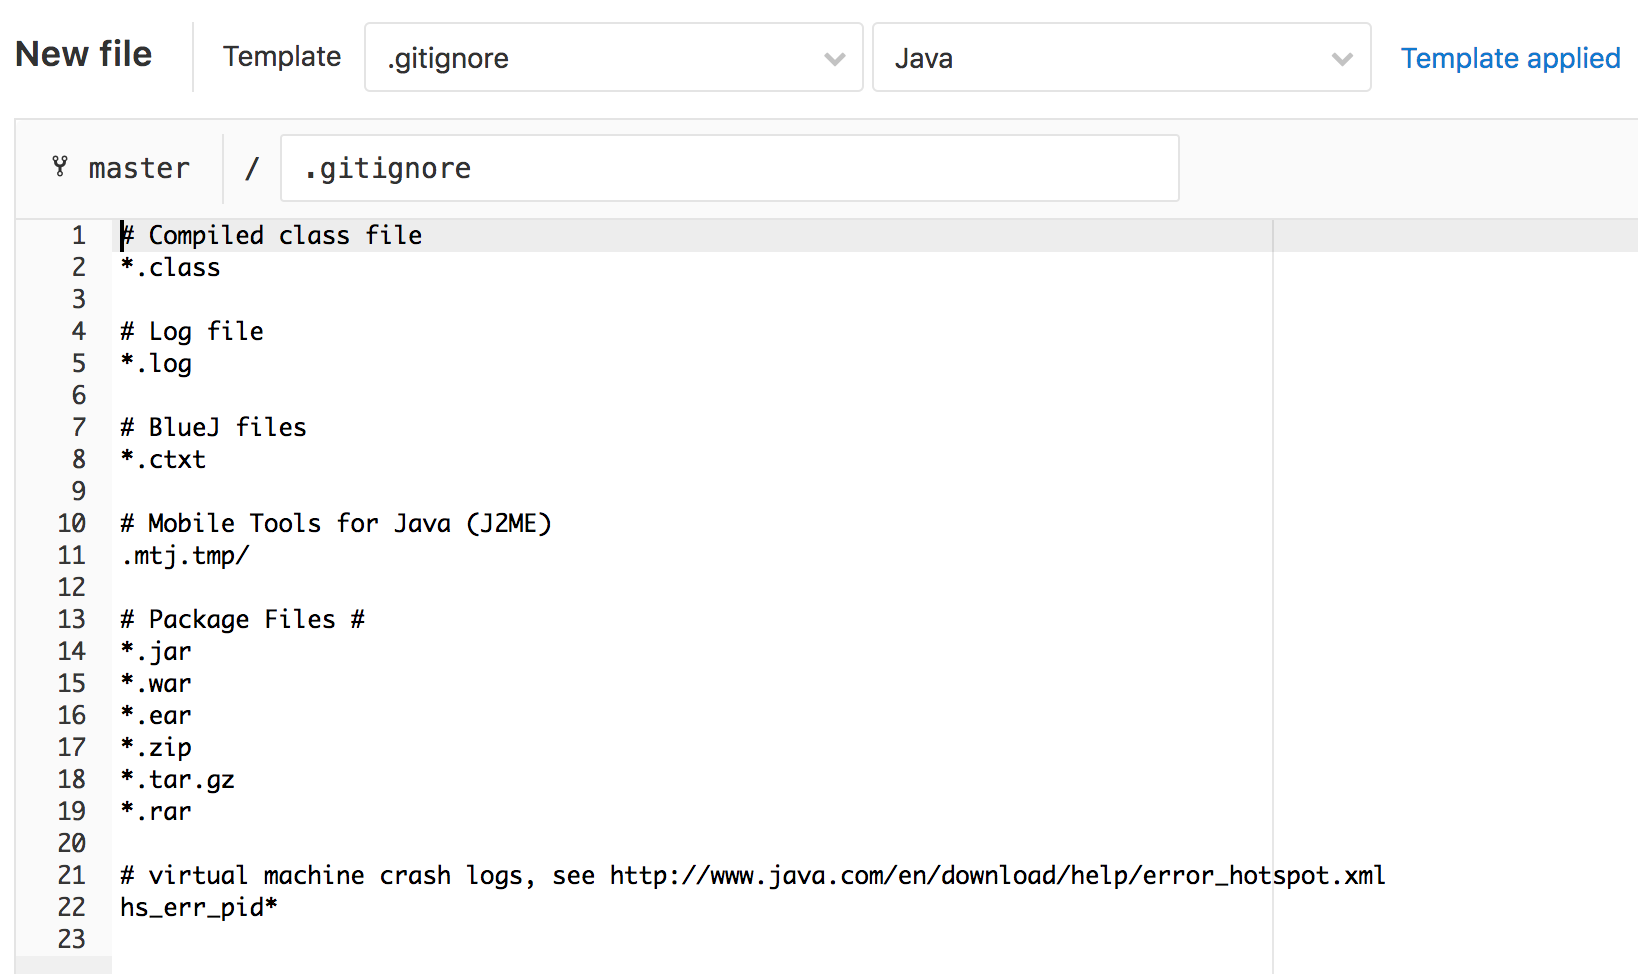 New file Template .gitignore Java Template applied
master / .gitignore
1 # Compiled class file
2 *.class
3
4 # Log file
5 *.log
6
7 # BlueJ files
8 *.ctxt
9
10 # Mobile Tools for Java (J2ME)
11 .mtj.tmp/
12
13 # Package Files #
14 *.jar
15 *.war
16 *.ear
17 *.zip
18 *.tar.gz
19 *.rar
20
21 # virtual machine crash logs, see http://www.java.com/en/download/help/error_hotspot.xml
22 hs_err_pid*
23